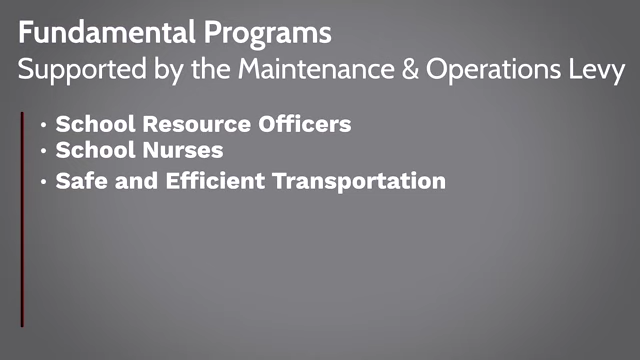 Fundamental Programs
Supported by the Maintenance & Operations Levy
• School Resource Officers
• School Nurses
• Safe and Efficient Transportation